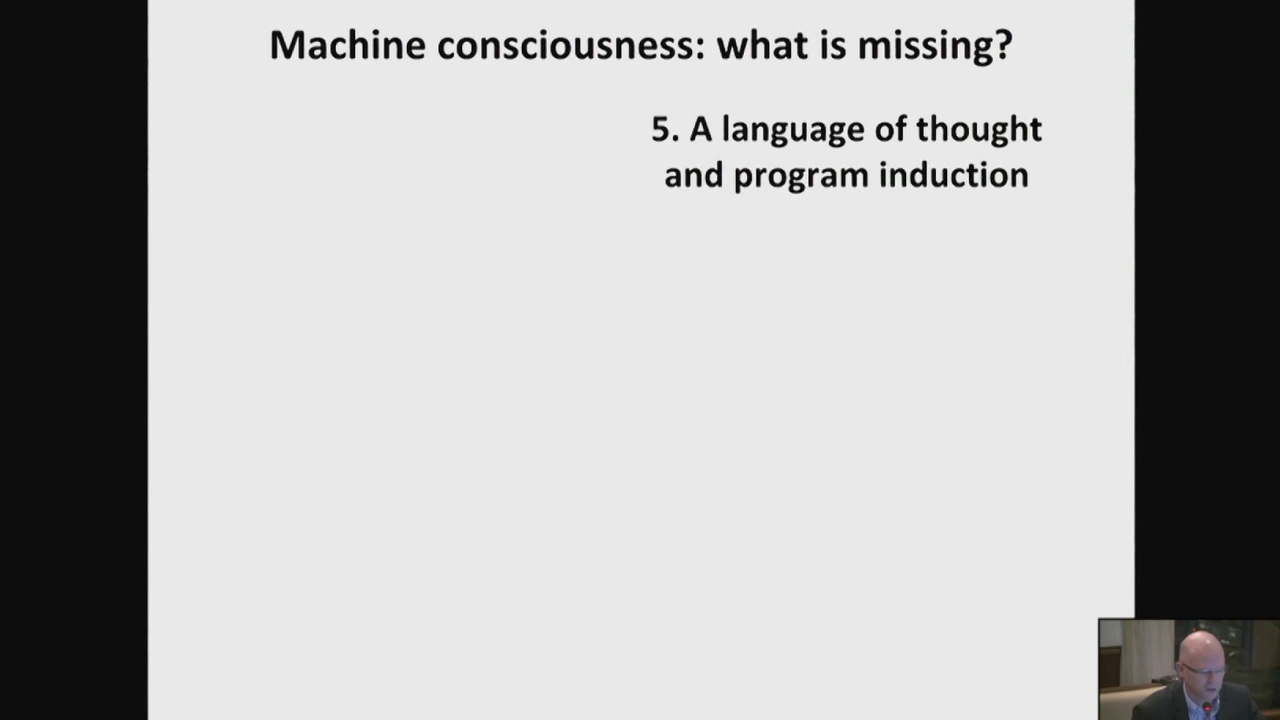 Machine consciousness: what is missing?
5. A language of thought
and program induction